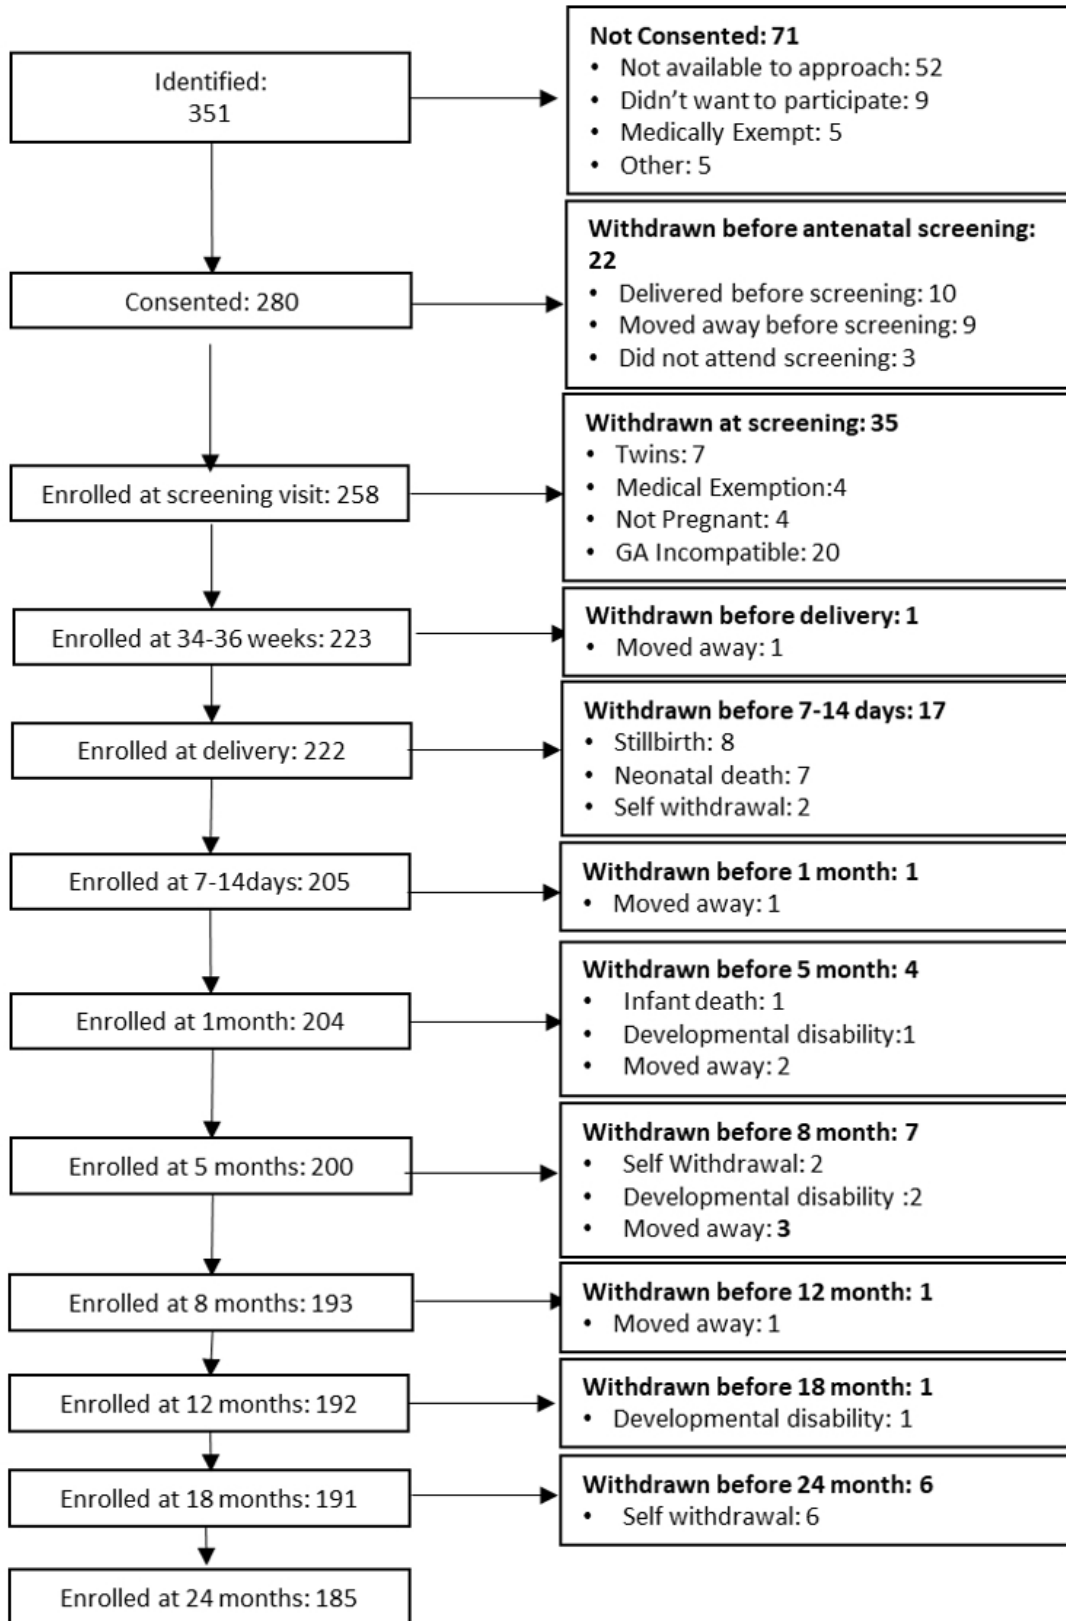 Identified:
351
Not Consented: 71
• Not available to approach: 52
• Didn't want to participate: 9
• Medically Exempt: 5
• Other: 5
Consented: 280
Withdrawn before antenatal screening:
22
• Delivered before screening: 10
• Moved away before screening: 9
• Did not attend screening: 3
Enrolled at screening visit: 258
Withdrawn at screening: 35
• Twins: 7
• Medical Exemption:4
• Not Pregnant: 4
• GA Incompatible: 20
Enrolled at 34-36 weeks: 223
Withdrawn before delivery: 1
• Moved away: 1
Enrolled at delivery: 222
Withdrawn before 7-14 days: 17
• Stillbirth: 8
• Neonatal death: 7
• Self withdrawal: 2
Enrolled at 7-14days: 205
Withdrawn before 1 month: 1
• Moved away: 1
Enrolled at 1month: 204
Withdrawn before 5 month: 4
• Infant death: 1
• Developmental disability:1
• Moved away: 2
Enrolled at 5 months: 200
Withdrawn before 8 month: 7
• Self Withdrawal: 2
• Developmental disability :2
• Moved away: 3
Enrolled at 8 months: 193
Withdrawn before 12 month: 1
• Moved away: 1
Enrolled at 12 months: 192
Withdrawn before 18 month: 1
• Developmental disability: 1
Enrolled at 18 months: 191
Withdrawn before 24 month: 6
• Self withdrawal: 6
Enrolled at 24 months: 185